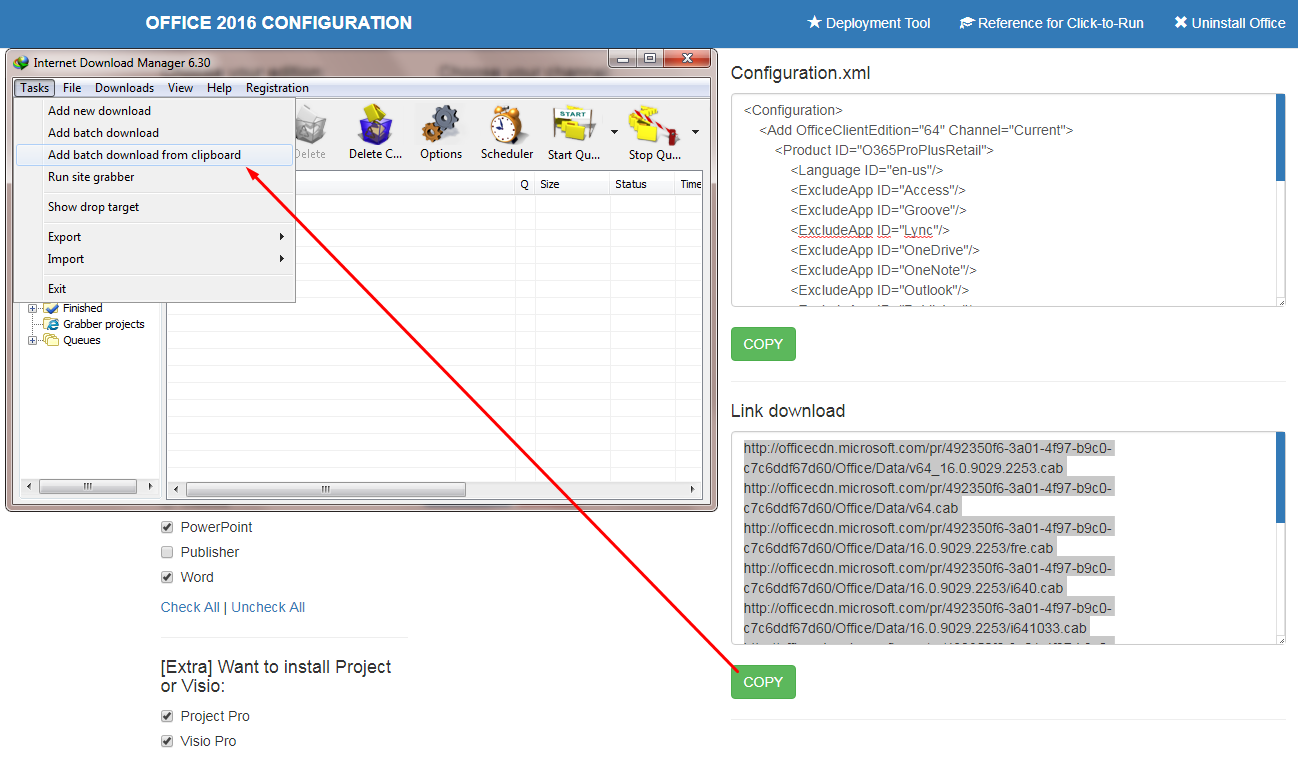 OFFICE 2016 CONFIGURATION
Deployment Tool
Reference for Click-to-Run
Uninstall Office
Internet Download Manager 6.30
Tasks File Downloads View Help Registration
Add new download
Add batch download
Add batch download from clipboard
Run site grabber
Show drop target
Export
Import
Exit
Delete
Delete C...
Options
Scheduler
START
Start Qu...
Stop Qu...
Q Size Status Time
Finished
Grabber projects
Queues
PowerPoint
Publisher
Word
Check All | Uncheck All
[Extra] Want to install Project
or Visio:
Project Pro
Visio Pro
Configuration.xml
<Configuration>
<Add OfficeClientEdition="64" Channel="Current">
<Product ID="O365ProPlusRetail">
<Language ID="en-us"/>
<ExcludeApp ID="Access"/>
<ExcludeApp ID="Groove"/>
<ExcludeApp ID="Lync"/>
<ExcludeApp ID="OneDrive"/>
<ExcludeApp ID="OneNote"/>
<ExcludeApp ID="Outlook"/>
COPY
Link download
http://officecdn.microsoft.com/pr/492350f6-3a01-4f97-b9c0-
c7c6ddf67d60/Office/Data/v64_16.0.9029.2253.cab
http://officecdn.microsoft.com/pr/492350f6-3a01-4f97-b9c0-
c7c6ddf67d60/Office/Data/v64.cab
http://officecdn.microsoft.com/pr/492350f6-3a01-4f97-b9c0-
c7c6ddf67d60/Office/Data/16.0.9029.2253/fre.cab
http://officecdn.microsoft.com/pr/492350f6-3a01-4f97-b9c0-
c7c6ddf67d60/Office/Data/16.0.9029.2253/i640.cab
http://officecdn.microsoft.com/pr/492350f6-3a01-4f97-b9c0-
c7c6ddf67d60/Office/Data/16.0.9029.2253/i641033.cab
COPY